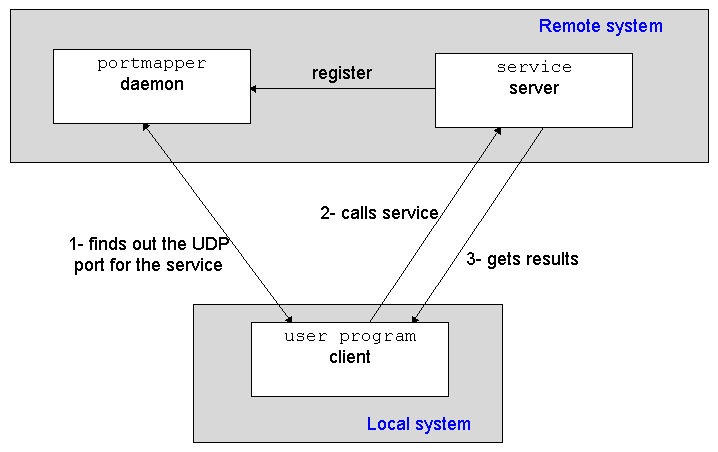 Remote system
portmapper
daemon
register
service
server
2- calls service
1- finds out the UDP
port for the service
3- gets results
user program
client
Local system